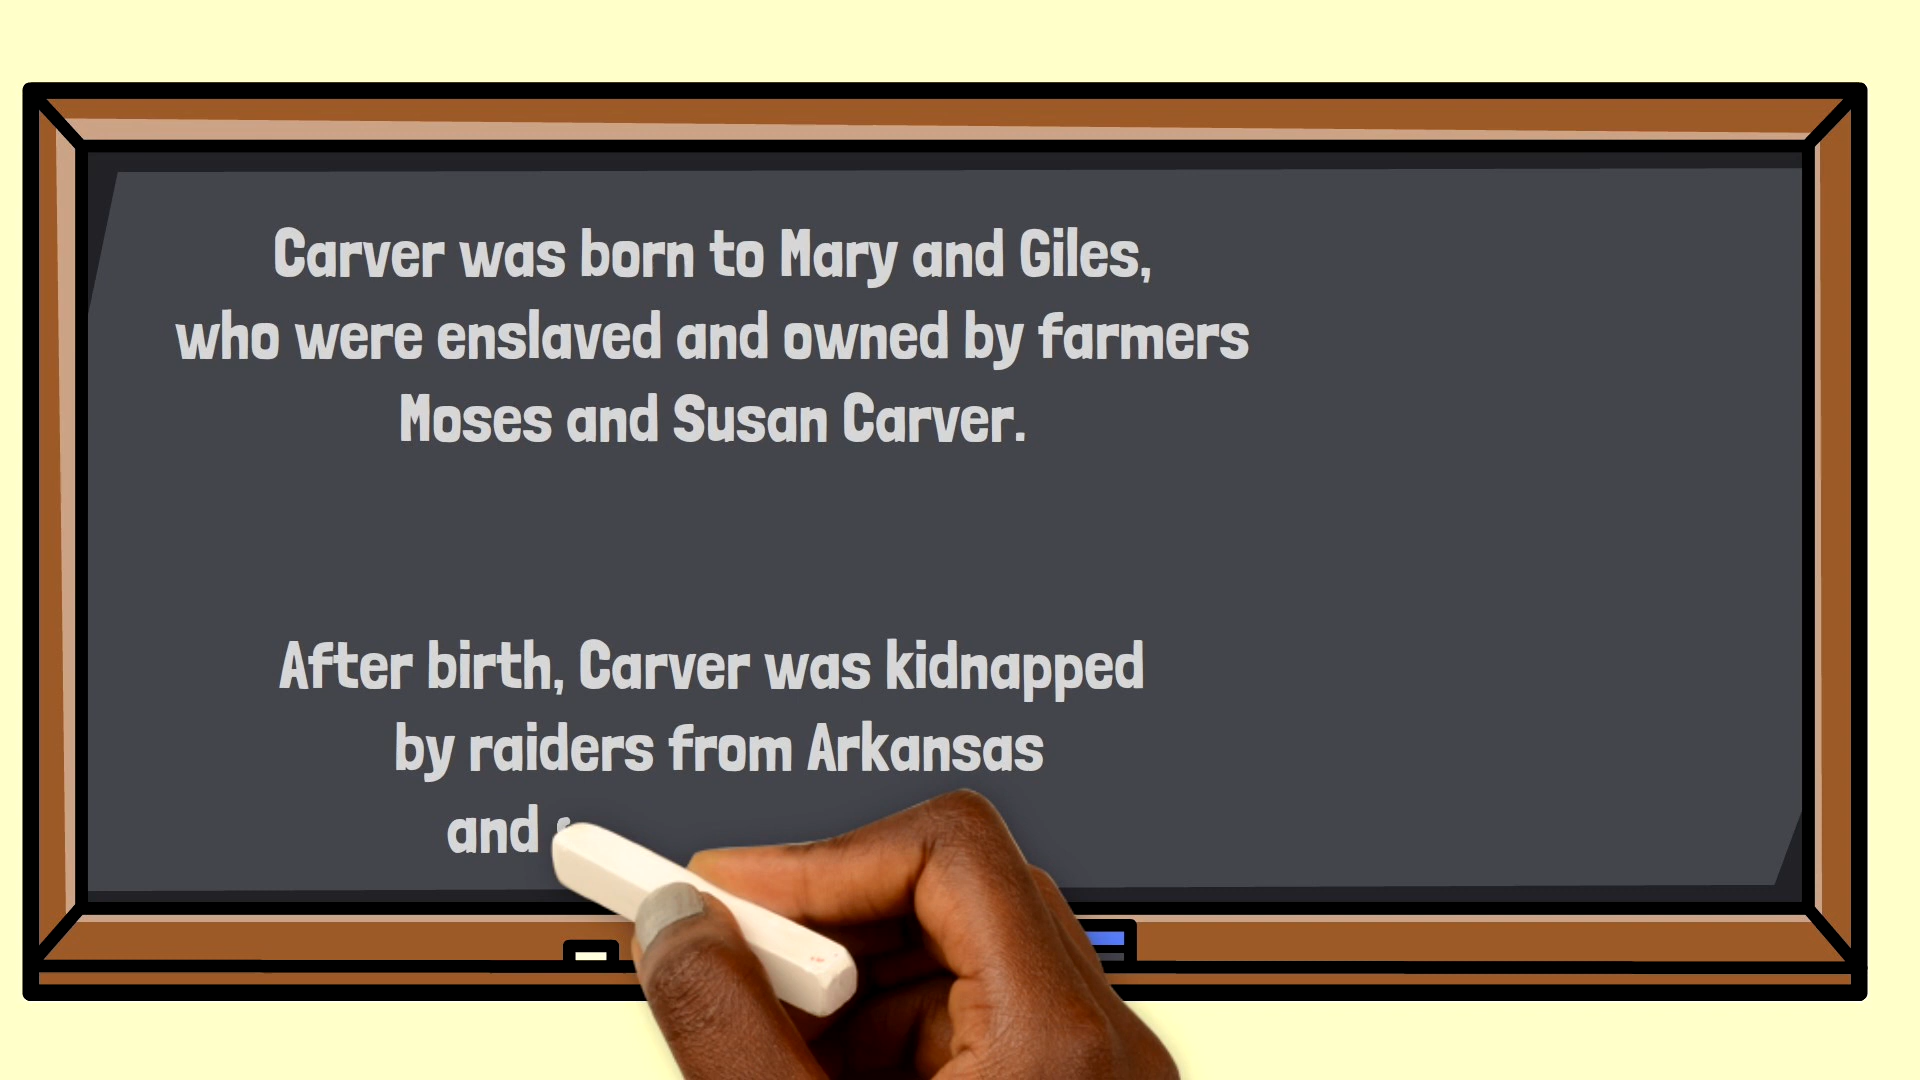 Carver was born to Mary and Giles,
who were enslaved and owned by farmers
Moses and Susan Carver.
After birth, Carver was kidnapped
by raiders from Arkansas
and